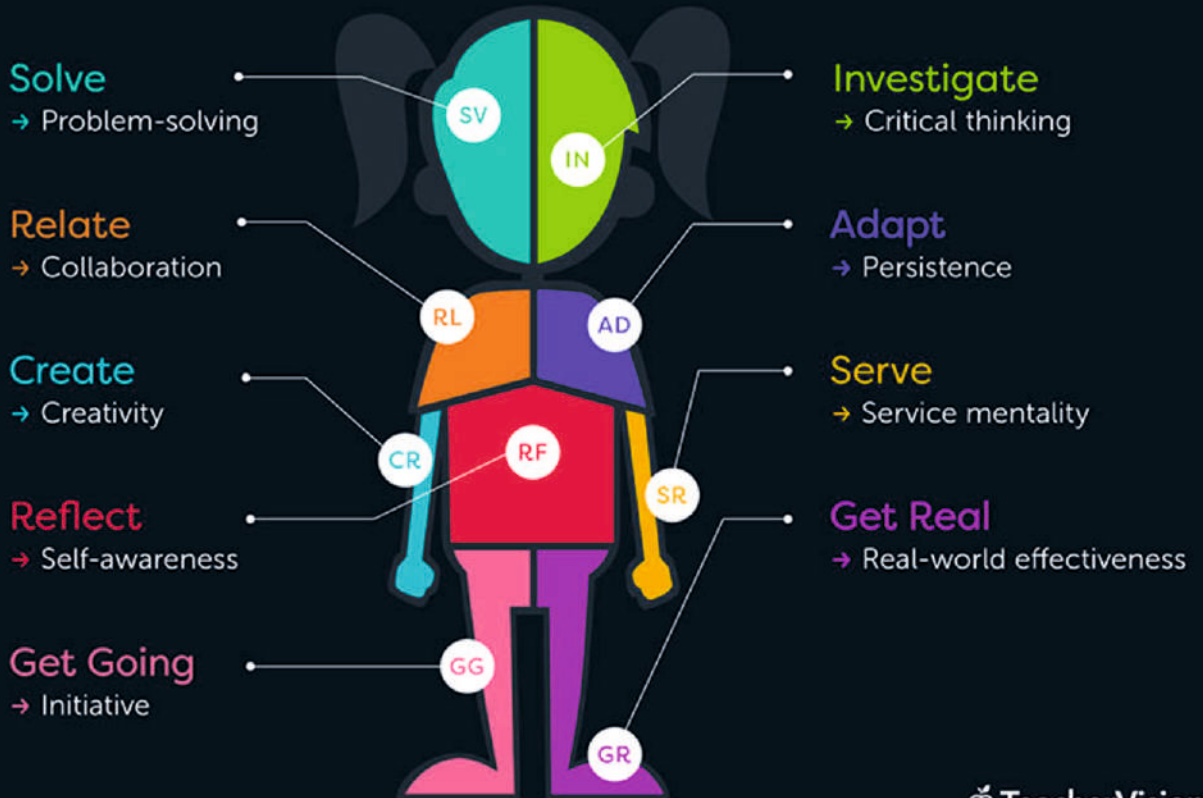 Solve
→ Problem-solving
Relate
→ Collaboration
Create
→ Creativity
Reflect
→ Self-awareness
Get Going
→ Initiative
SV
IN
RL
AD
CR
RF
SR
GG
GR
Investigate
→ Critical thinking
Adapt
→ Persistence
Serve
→ Service mentality
Get Real
→ Real-world effectiveness